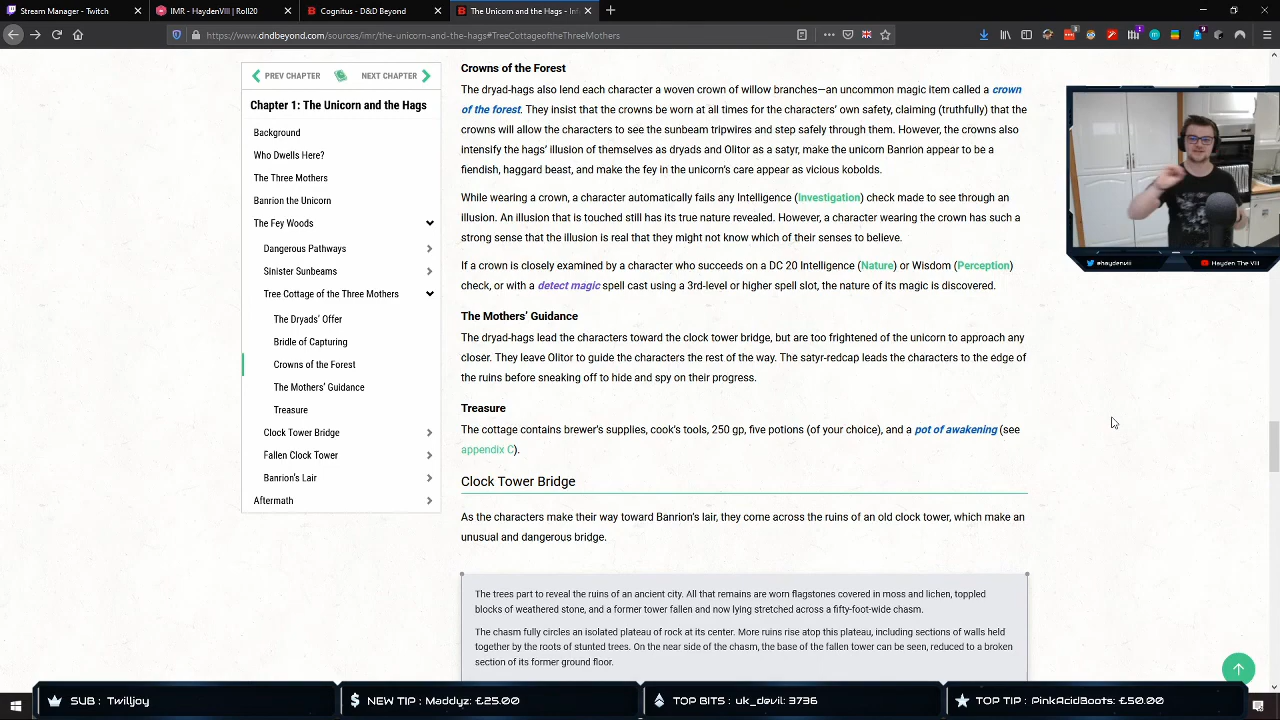 Stream Manager - Twitch
IMR - HaydenVIII | Roll20
Cognitus - D&D Beyond
The Unicorn and the Hags - Inf
https://www.dndbeyond.com/sources/imr/the-unicorn-and-the-hags#TreeCottageoftheThreeMothers
PREV CHAPTER
NEXT CHAPTER
Chapter 1: The Unicorn and the Hags
Background
Who Dwells Here?
The Three Mothers
Banrion the Unicorn
The Fey Woods
Dangerous Pathways
Sinister Sunbeams
Tree Cottage of the Three Mothers
The Dryads' Offer
Bridle of Capturing
Crowns of the Forest
The Mothers' Guidance
Treasure
Clock Tower Bridge
Fallen Clock Tower
Banrion's Lair
Aftermath
Crowns of the Forest
The dryad-hags also lend each character a woven crown of willow branches—an uncommon magic item called a crown
of the forest. They insist that the crowns be worn at all times for the characters' own safety, claiming (truthfully) that the
crowns will allow the characters to see the sunbeam tripwires and step safely through them. However, the crowns also
intensify the hags' illusion of themselves as dryads and Olitor as a satyr, make the unicorn Banrion appear to be a
fiendish, haggard beast, and make the fey in the unicorn's care appear as vicious kobolds.
While wearing a crown, a character automatically fails any Intelligence (Investigation) check made to see through an
illusion. An illusion that is touched still has its true nature revealed. However, a character wearing the crown has such a
strong sense that the illusion is real that they might not know which of their senses to believe.
If a crown is closely examined by a character who succeeds on a DC 20 Intelligence (Nature) or Wisdom (Perception)
check, or with a detect magic spell cast using a 3rd-level or higher spell slot, the nature of its magic is discovered.
The Mothers' Guidance
The dryad-hags lead the characters toward the clock tower bridge, but are too frightened of the unicorn to approach any
closer. They leave Olitor to guide the characters the rest of the way. The satyr-redcap leads the characters to the edge of
the ruins before sneaking off to hide and spy on their progress.
Treasure
The cottage contains brewer's supplies, cook's tools, 250 gp, five potions (of your choice), and a pot of awakening (see
appendix C).
Clock Tower Bridge
As the characters make their way toward Banrion's lair, they come across the ruins of an old clock tower, which make an
unusual and dangerous bridge.
The trees part to reveal the ruins of an ancient city. All that remains are worn flagstones covered in moss and lichen, toppled
blocks of weathered stone, and a former tower fallen and now lying stretched across a fifty-foot-wide chasm.
The chasm fully circles an isolated plateau of rock at its center. More ruins rise atop this plateau, including sections of walls held
together by the roots of stunted trees. On the near side of the chasm, the base of the fallen tower can be seen, reduced to a broken
section of its former ground floor.
@haydenviii
Hayden The VIII
SUB : Twilljoy
NEW TIP : Maddyz: £25.00
TOP BITS : uk_devil: 3736
TOP TIP : PinkAcidBoots: £50.00